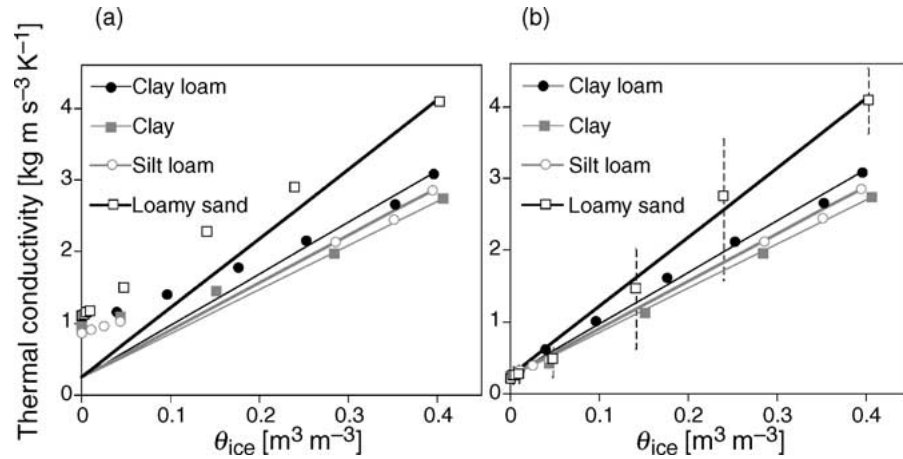 (a)
(b)
Thermal conductivity [kg m s⁻³ K⁻¹]
4
3
2
1
0
Clay loam
Clay
Silt loam
Loamy sand
0 0.1 0.2 0.3 0.4
θice [m³ m⁻³]
4
3
2
1
0
Clay loam
Clay
Silt loam
Loamy sand
0 0.1 0.2 0.3 0.4
θice [m³ m⁻³]